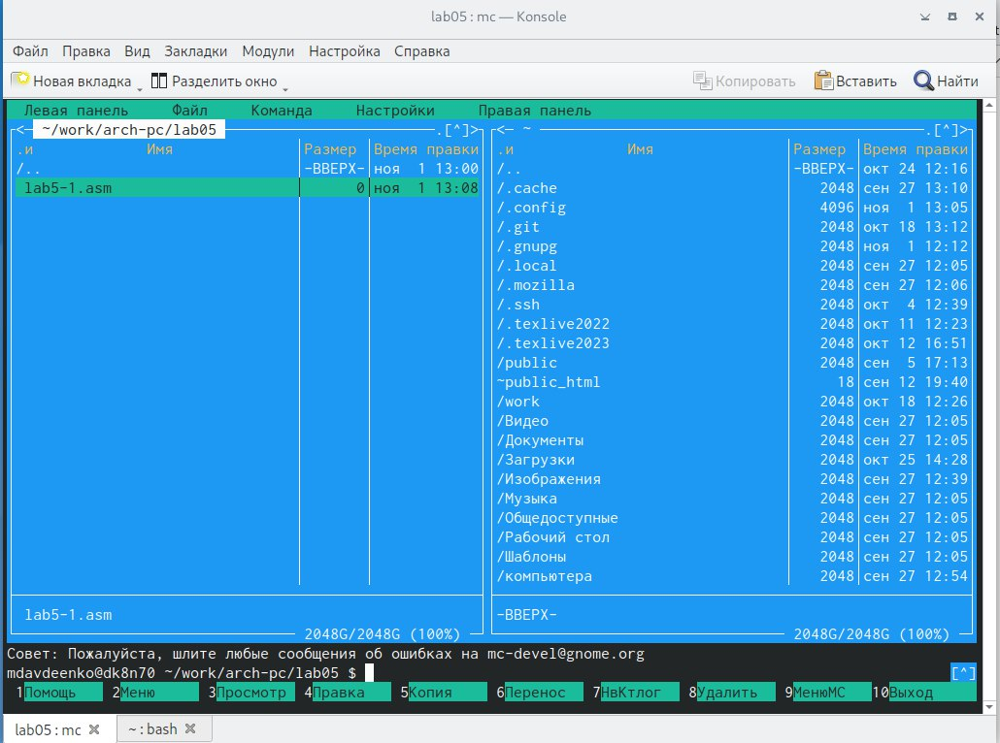 lab05 : mc — Konsole
Файл Правка Вид Закладки Модули Настройка Справка
Новая вкладка Разделить окно Копировать Вставить Найти
Левая панель Файл Команда Настройки Правая панель
<— ~/work/arch-pc/lab05 .[^]> <— ~ .[^]>
.и Имя Размер Время правки .и Имя Размер Время правки
/.. -ВВЕРХ- ноя 1 13:00 /.. -ВВЕРХ- окт 24 12:16
lab5-1.asm 0 ноя 1 13:08 /.cache 2048 сен 27 13:10
/.config 4096 ноя 1 13:05
/.git 2048 окт 18 13:12
/.gnupg 2048 ноя 1 12:12
/.local 2048 сен 27 12:05
/.mozilla 2048 сен 27 12:06
/.ssh 2048 окт 4 12:39
/.texlive2022 2048 окт 11 12:23
/.texlive2023 2048 окт 12 16:51
/public 2048 сен 5 17:13
~public_html 18 сен 12 19:40
/work 2048 окт 18 12:26
/Видео 2048 сен 27 12:05
/Документы 2048 сен 27 12:05
/Загрузки 2048 окт 25 14:28
/Изображения 2048 сен 27 12:39
/Музыка 2048 сен 27 12:05
/Общедоступные 2048 сен 27 12:05
/Рабочий стол 2048 сен 27 12:05
/Шаблоны 2048 сен 27 12:05
/компьютера 2048 сен 27 12:54
lab5-1.asm -ВВЕРХ-
2048G/2048G (100%) 2048G/2048G (100%)
Совет: Пожалуйста, шлите любые сообщения об ошибках на mc-devel@gnome.org
mdavdeenko@dk8n70 ~/work/arch-pc/lab05 $ [^]
1Помощь 2Меню 3Просмотр 4Правка 5Копия 6Перенос 7НвКтлог 8Удалить 9МенюМС 10Выход
lab05 : mc ~ : bash